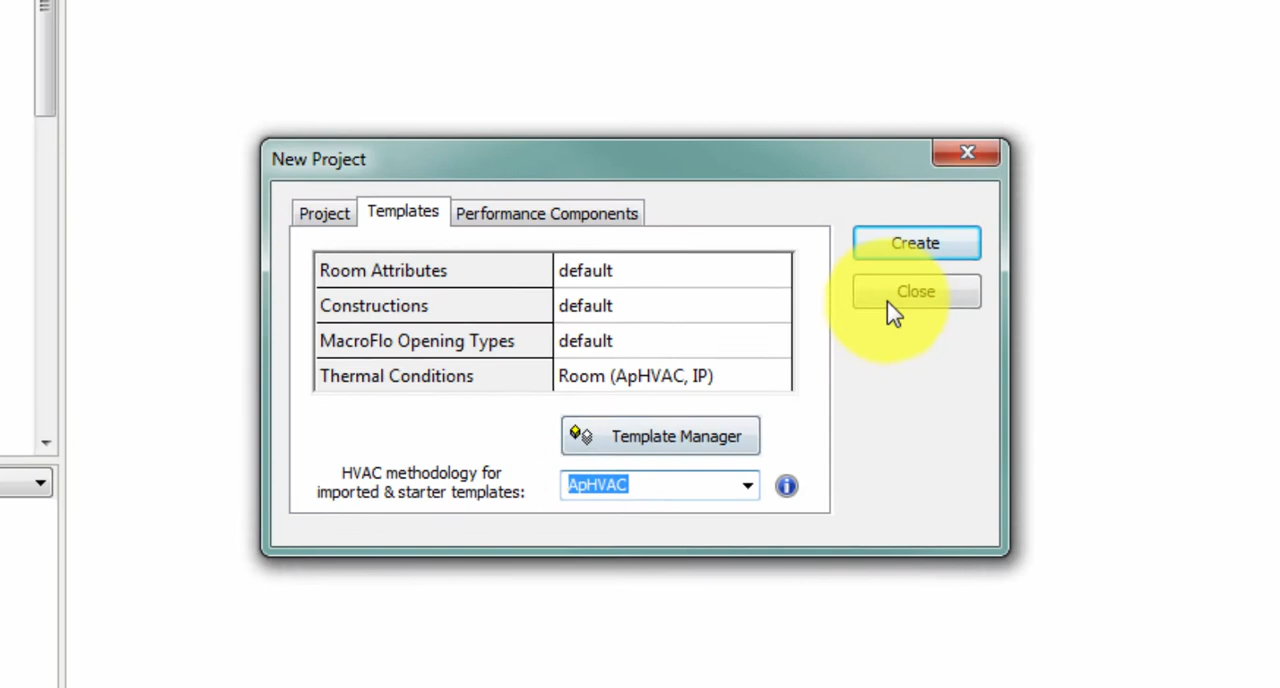 New Project
Project Templates Performance Components
Create
Close
Room Attributes default
Constructions default
MacroFlo Opening Types default
Thermal Conditions Room (ApHVAC, IP)
Template Manager
HVAC methodology for
imported & starter templates:
ApHVAC